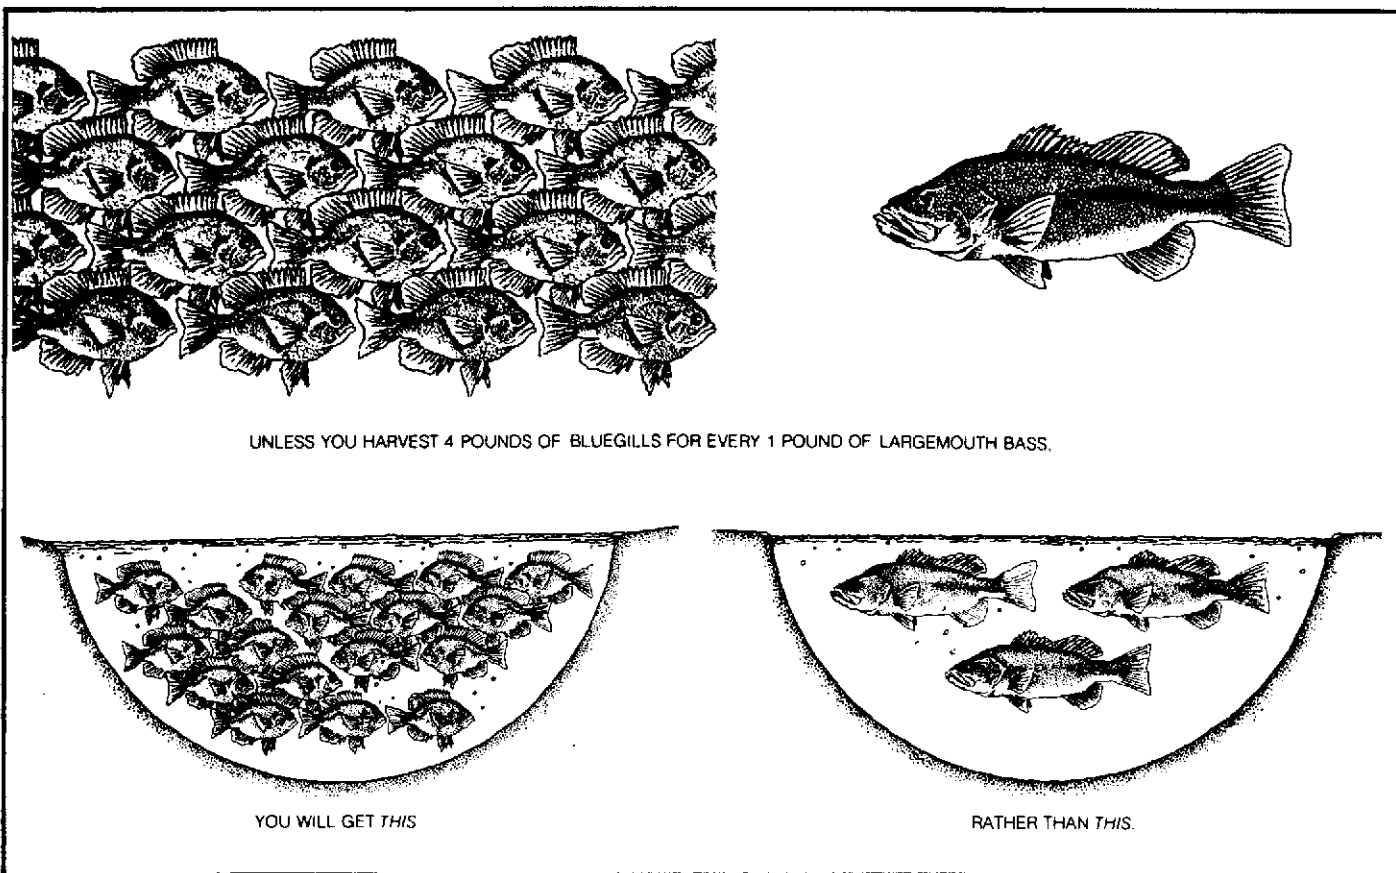 UNLESS YOU HARVEST 4 POUNDS OF BLUEGILLS FOR EVERY 1 POUND OF LARGEMOUTH BASS,
YOU WILL GET THIS
RATHER THAN THIS.